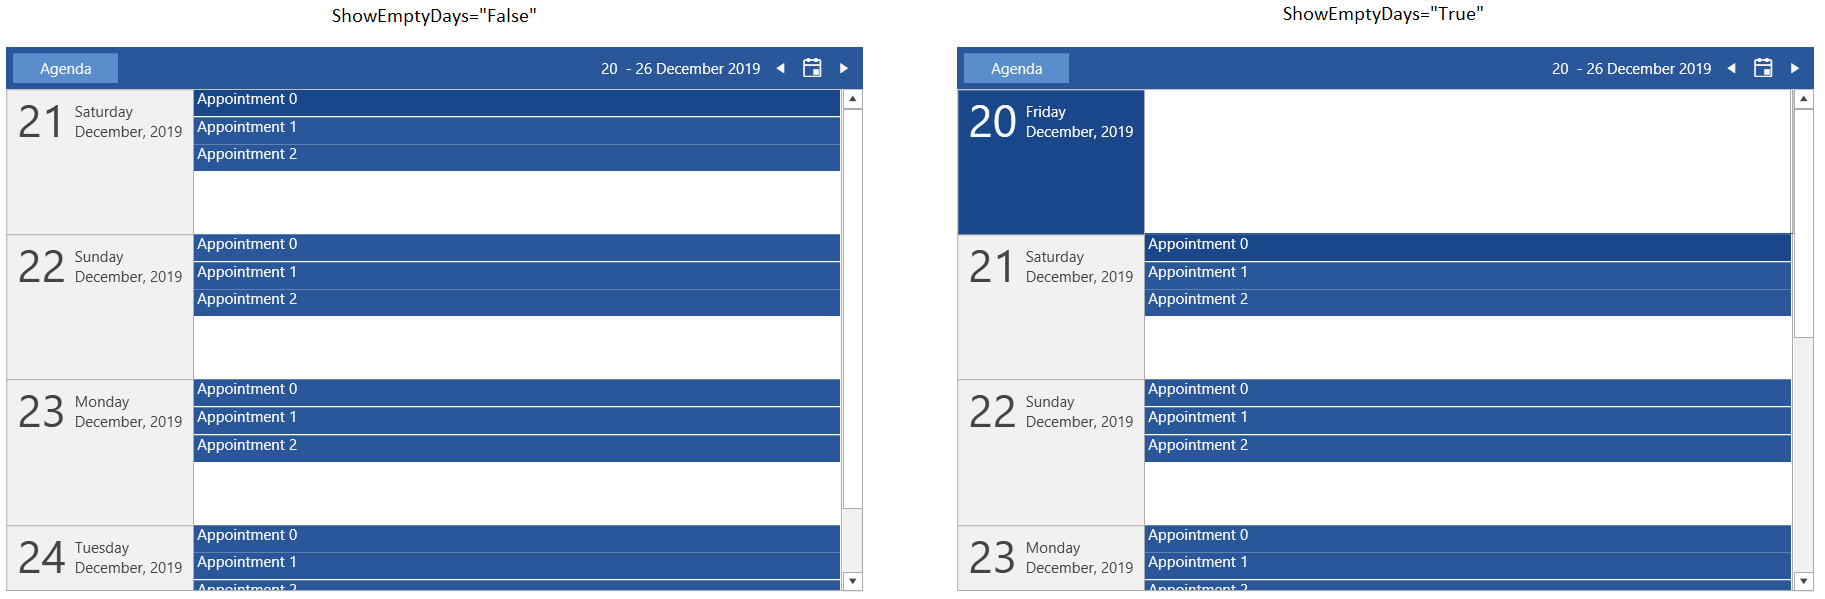 ShowEmptyDays="False"
Agenda
20 - 26 December 2019
21 Saturday
December, 2019
Appointment 0
Appointment 1
Appointment 2
22 Sunday
December, 2019
Appointment 0
Appointment 1
Appointment 2
23 Monday
December, 2019
Appointment 0
Appointment 1
Appointment 2
24 Tuesday
December, 2019
Appointment 0
Appointment 1
Appointment 2
ShowEmptyDays="True"
Agenda
20 - 26 December 2019
20 Friday
December, 2019
21 Saturday
December, 2019
Appointment 0
Appointment 1
Appointment 2
22 Sunday
December, 2019
Appointment 0
Appointment 1
Appointment 2
23 Monday
December, 2019
Appointment 0
Appointment 1
Appointment 2